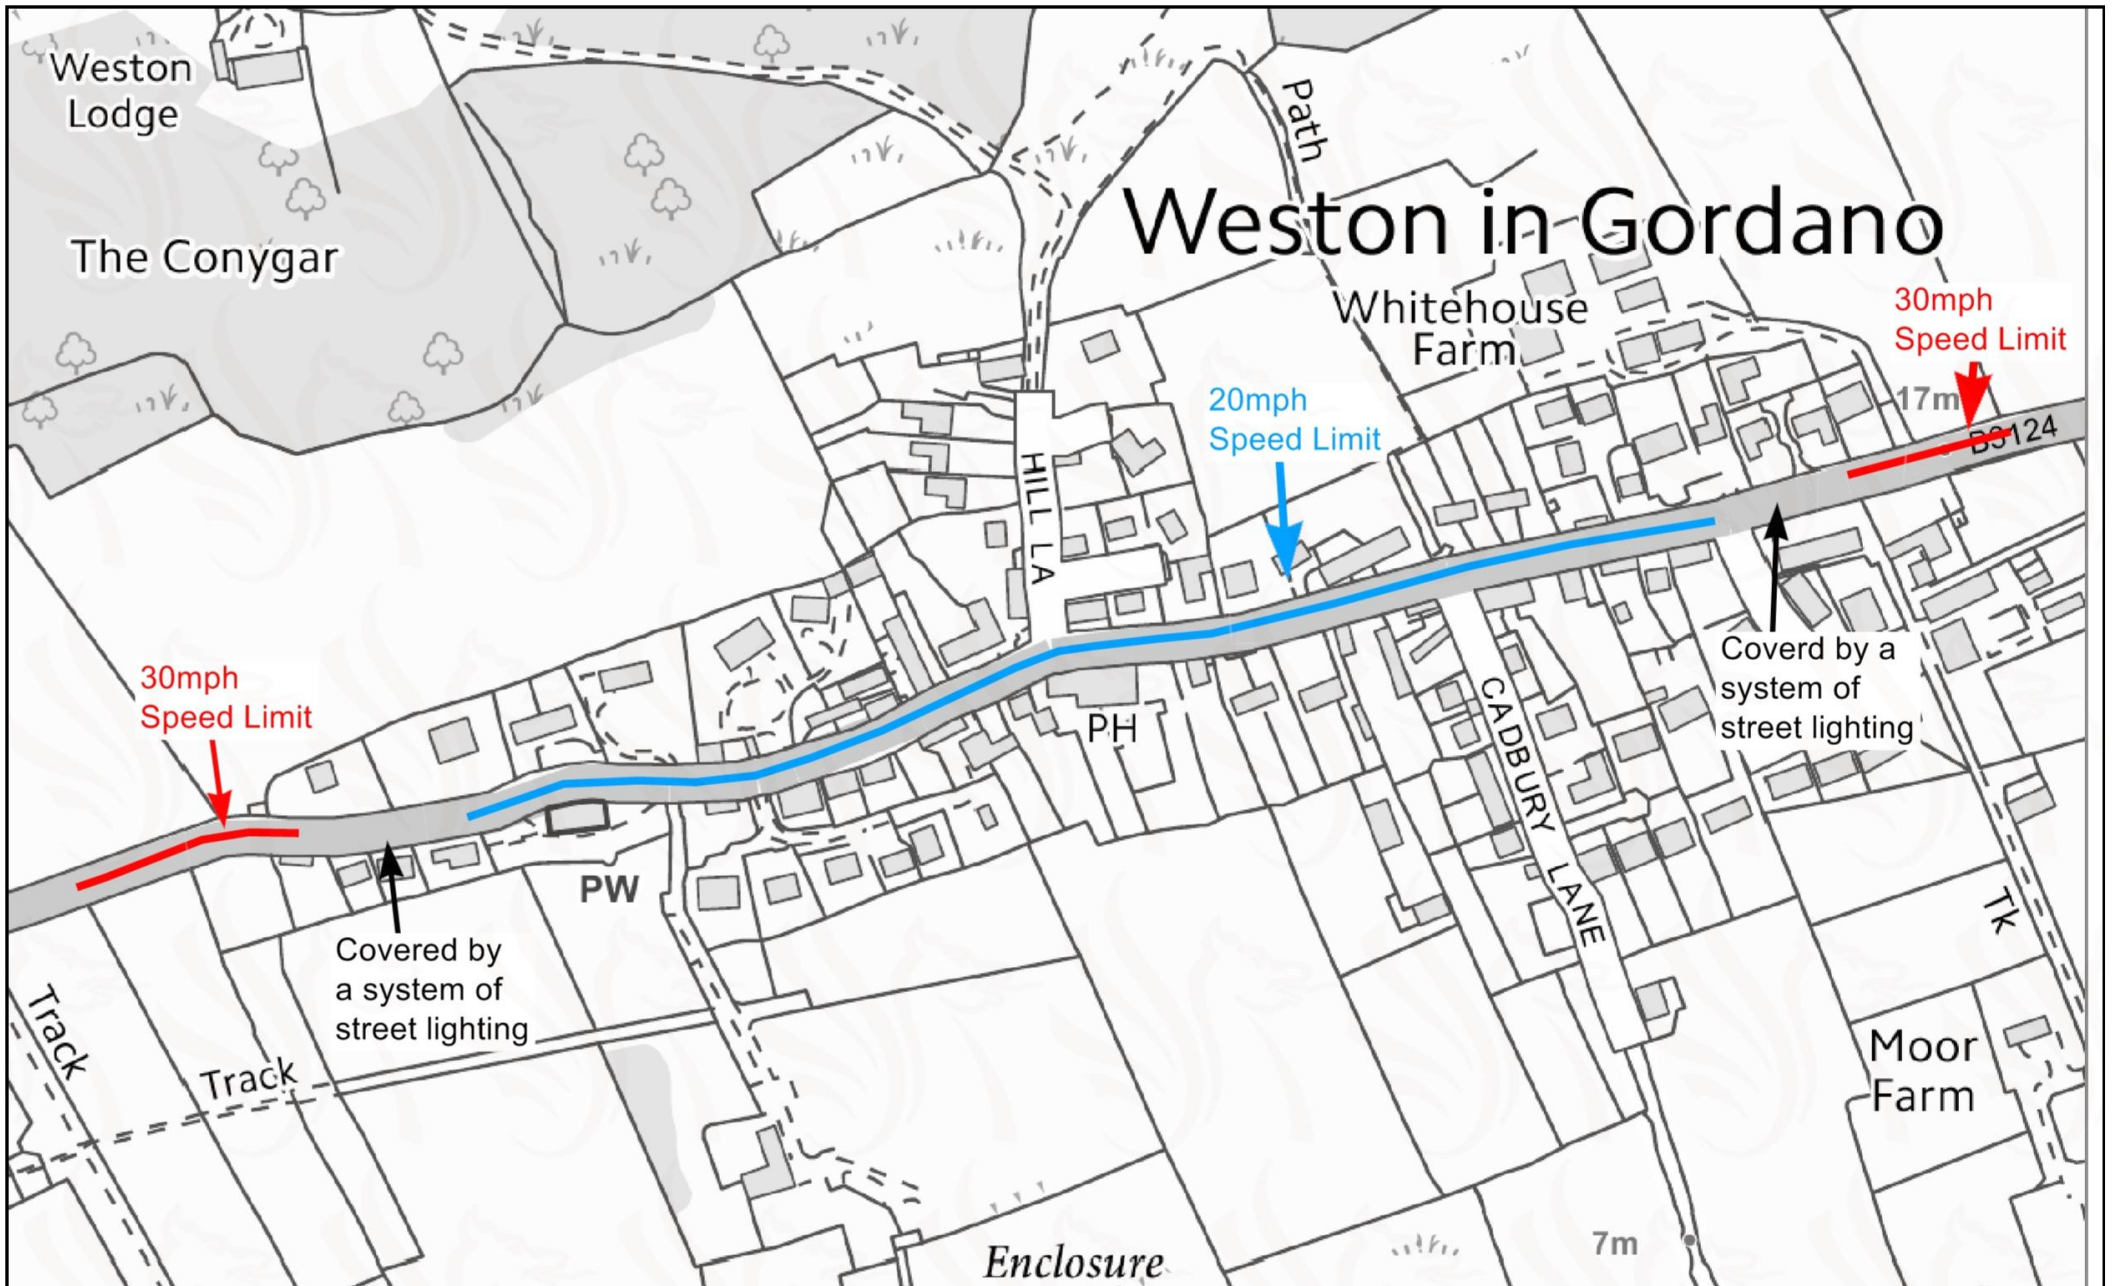 Weston
Lodge
The Conygar
Path
Weston in Gordano
Whitehouse
Farm
30mph
Speed Limit
17m
B3124
20mph
Speed Limit
HILL LA
30mph
Speed Limit
PH
Coverd by a
system of
street lighting
CADBURY LANE
PW
Covered by
a system of
street lighting
Tk
Track
Track
Moor
Farm
Enclosure
7m